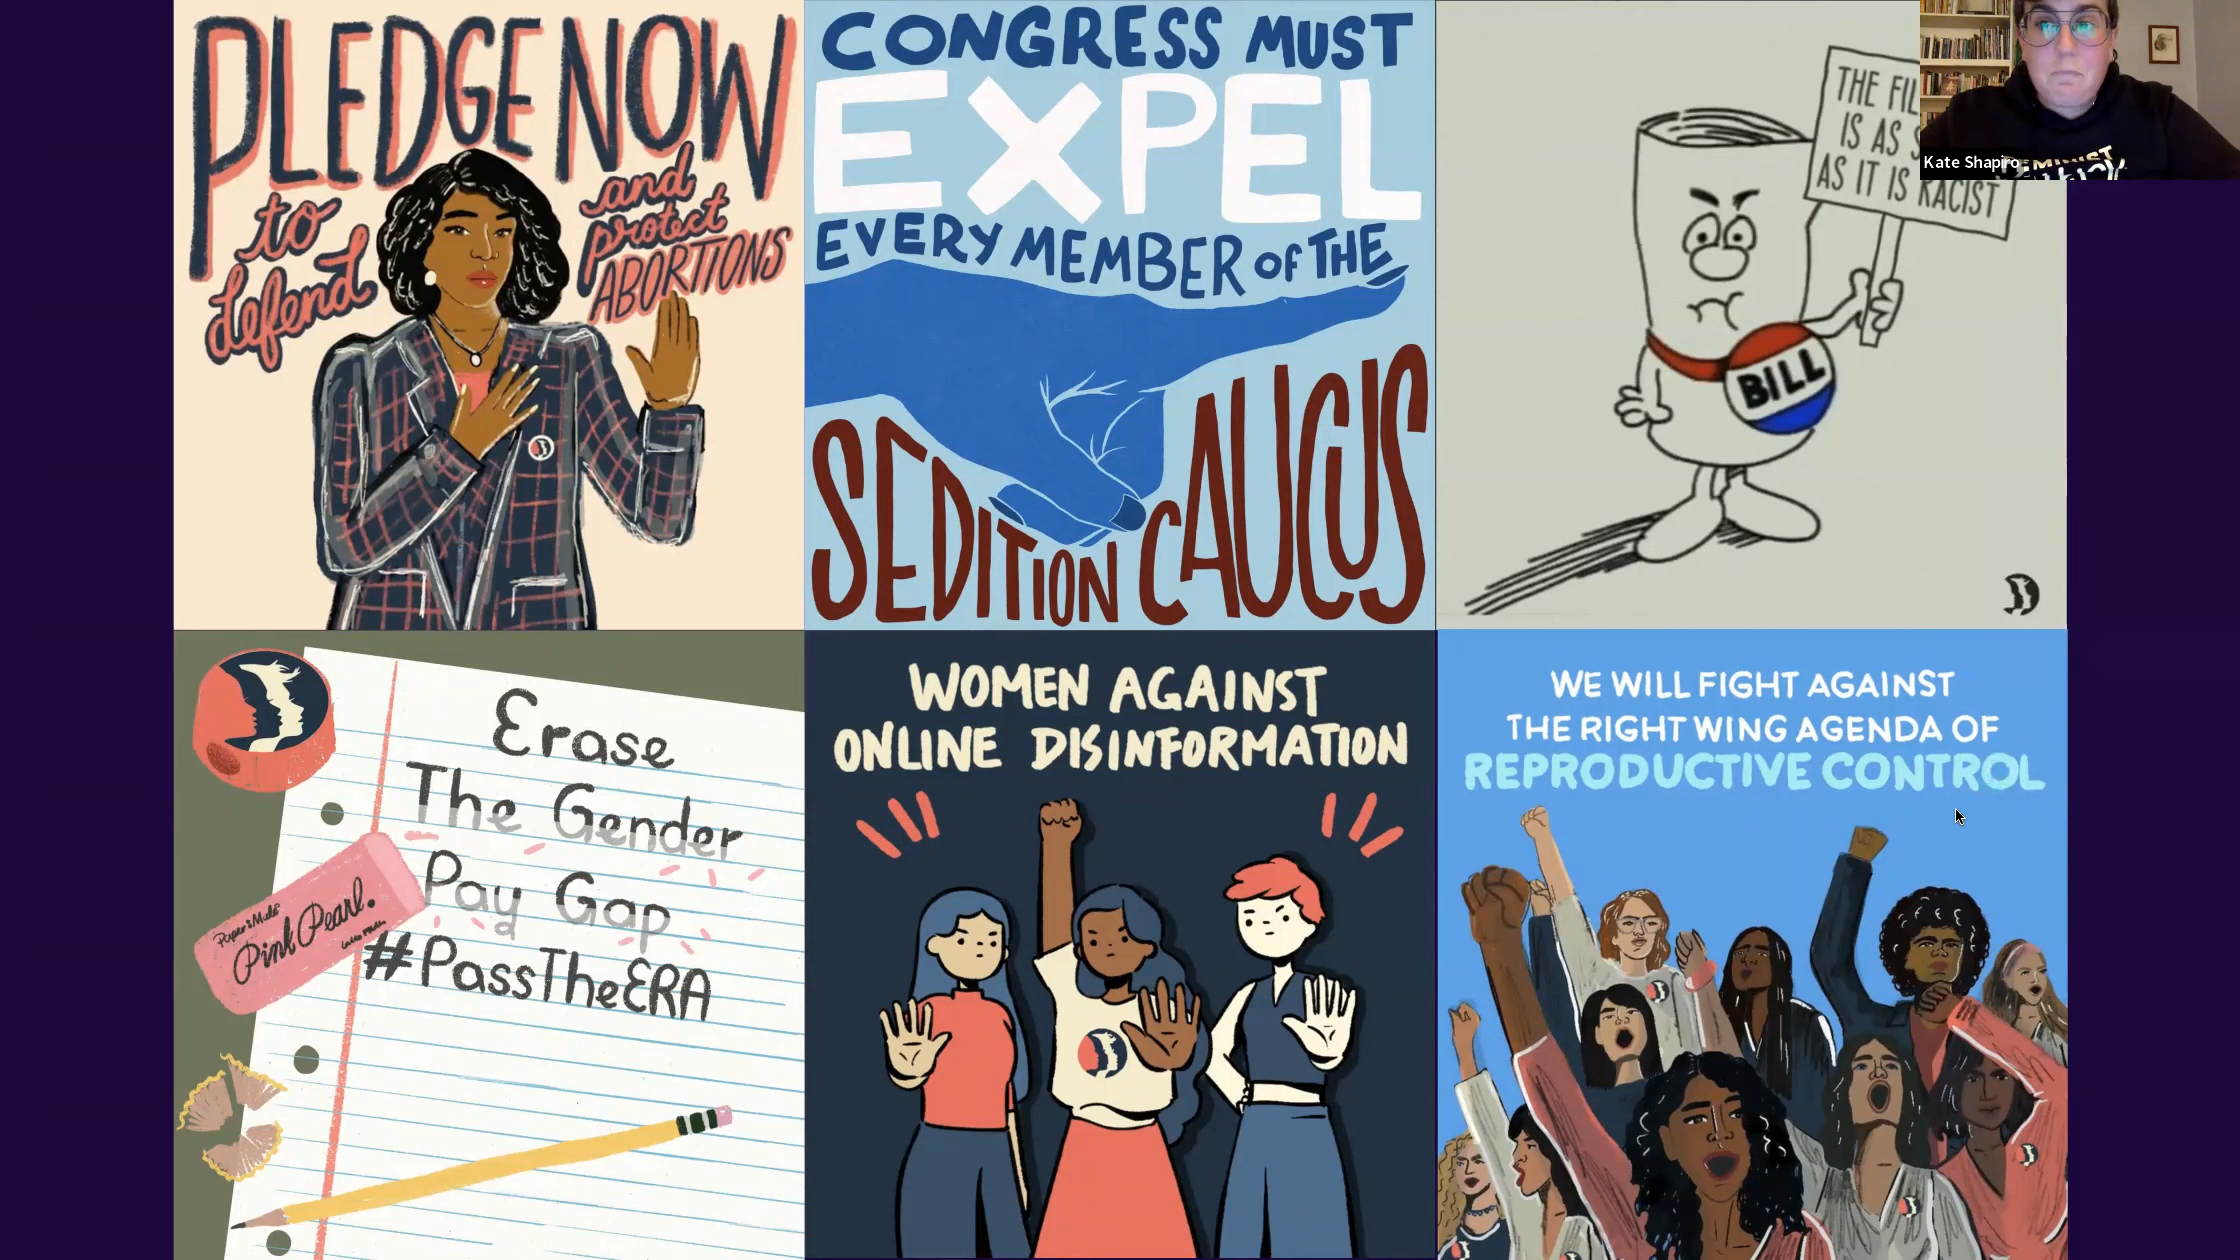 PLEDGE NOW
to
defend
and
protect
ABORTIONS
CONGRESS MUST
EXPEL
EVERY MEMBER OF THE
SEDITION CAUCUS
THE FIL
IS AS S
AS IT IS RACIST
BILL
Kate Shapiro
Erase
The Gender
Pay Gap
#PassTheERA
Paper Mate
Pink Pearl.
WOMEN AGAINST
ONLINE DISINFORMATION
WE WILL FIGHT AGAINST
THE RIGHT WING AGENDA OF
REPRODUCTIVE CONTROL